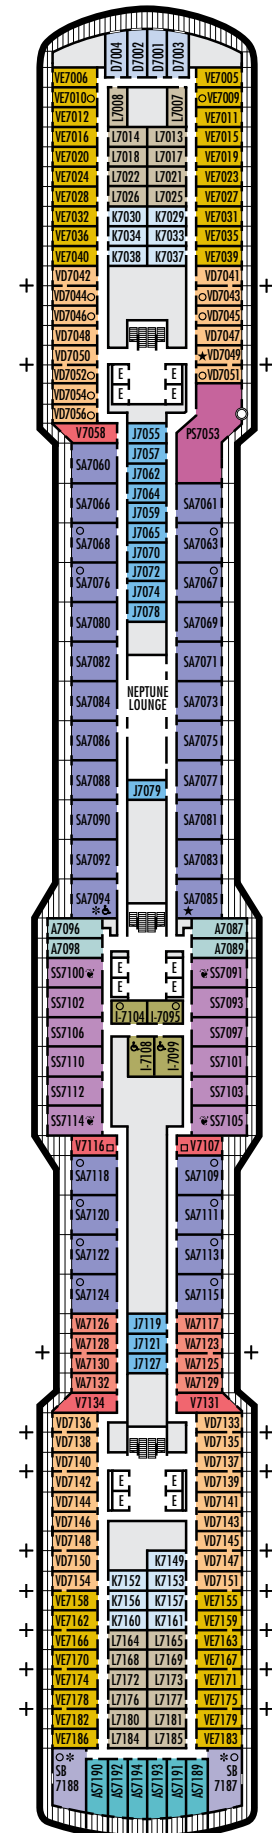 D7004 D7002 D7001 D7003
VE7006 VE7005
VE7010 L7008 L7007 VE7009
VE7012 VE7011
VE7016 L7014 L7013 VE7015
VE7020 L7018 L7017 VE7019
VE7024 L7022 L7021 VE7023
VE7028 L7026 L7025 VE7027
VE7032 K7030 K7029 VE7031
VE7036 K7034 K7033 VE7035
VE7040 K7038 K7037 VE7039
VD7042 VD7041
VD7044 VD7043
VD7046 VD7045
VD7048 VD7047
VD7050 VD7049
VD7052 E E VD7051
VD7054 E E
VD7056
V7058 J7055 PS7053
J7057
SA7060 J7062
J7064
SA7066 J7059 SA7061
J7065
SA7068 J7070 SA7063
J7072
SA7076 J7074 SA7067
J7078
SA7080 SA7069
SA7082 SA7071
SA7084 NEPTUNE SA7073
LOUNGE
SA7086 SA7075
SA7088 J7079 SA7077
SA7090 SA7081
SA7092 SA7083
SA7094 SA7085
A7096 A7087
A7098 A7089
SS7100 E E SS7091
SS7102 E E SS7093
I-7104 I-7095
SS7106 SS7097
SS7110 I-7108 I-7099 SS7101
SS7112 SS7103
SS7114 SS7105
V7116 V7107
SA7118 SA7109
SA7120 SA7111
SA7122 SA7113
SA7124 SA7115
VA7126 J7119 VA7117
VA7128 J7121 VA7123
VA7130 J7127 VA7125
VA7132 VA7129
V7134 V7131
VD7136 VD7133
VD7138 VD7135
VD7140 VD7137
VD7142 E E VD7139
VD7144 E E VD7141
VD7146 VD7143
VD7148 VD7145
VD7150 K7149 VD7147
VD7154 K7152 K7153 VD7151
VE7158 K7156 K7157 VE7155
VE7162 K7160 K7161 VE7159
VE7166 L7164 L7165 VE7163
VE7170 L7168 L7169 VE7167
VE7174 L7172 L7173 VE7171
VE7178 L7176 L7177 VE7175
VE7182 L7180 L7181 VE7179
VE7186 L7184 L7185 VE7183
SB 7188 AS7190 AS7192 AS7194 AS7193 AS7191 AS7189 SB 7187